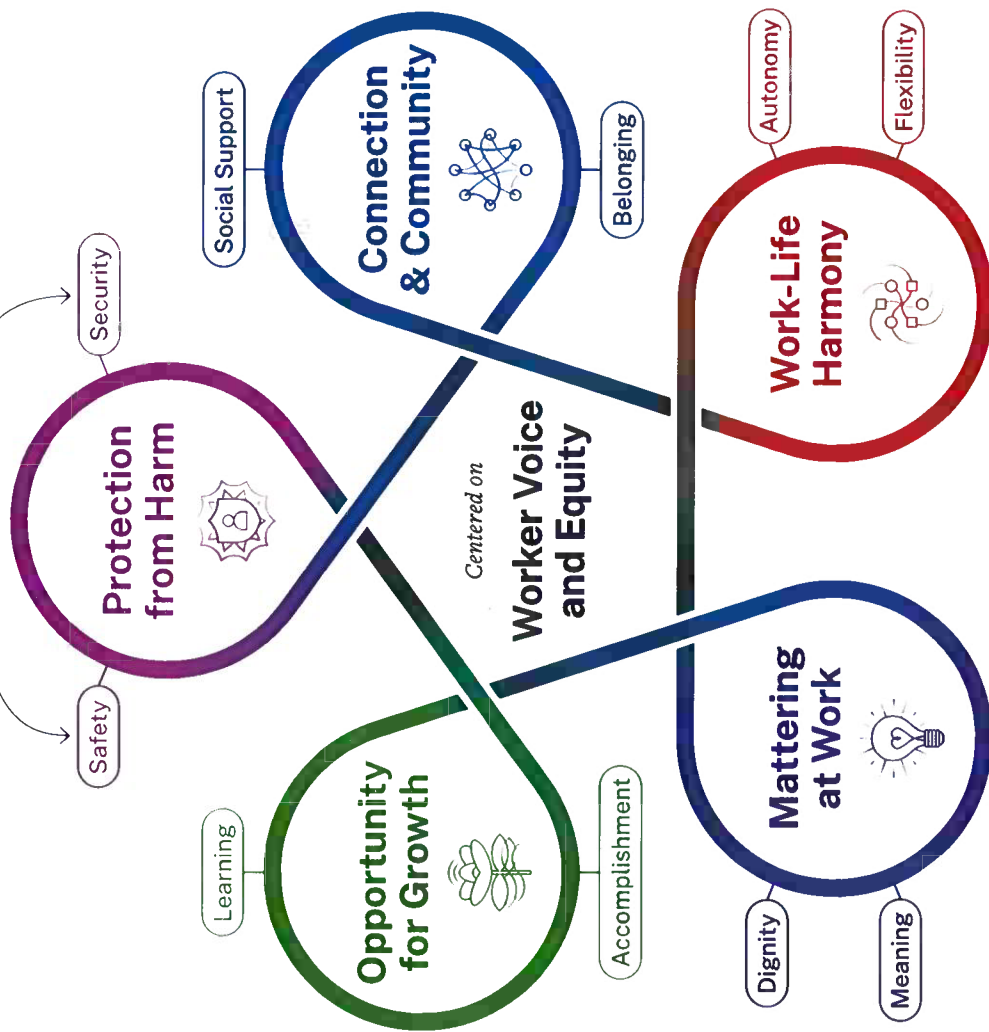 Safety
Security
Protection
from Harm
Learning
Opportunity
for Growth
Accomplishment
Social Support
Connection
& Community
Belonging
Centered on
Worker Voice
and Equity
Dignity
Mattering
at Work
Meaning
Autonomy
Work-Life
Harmony
Flexibility